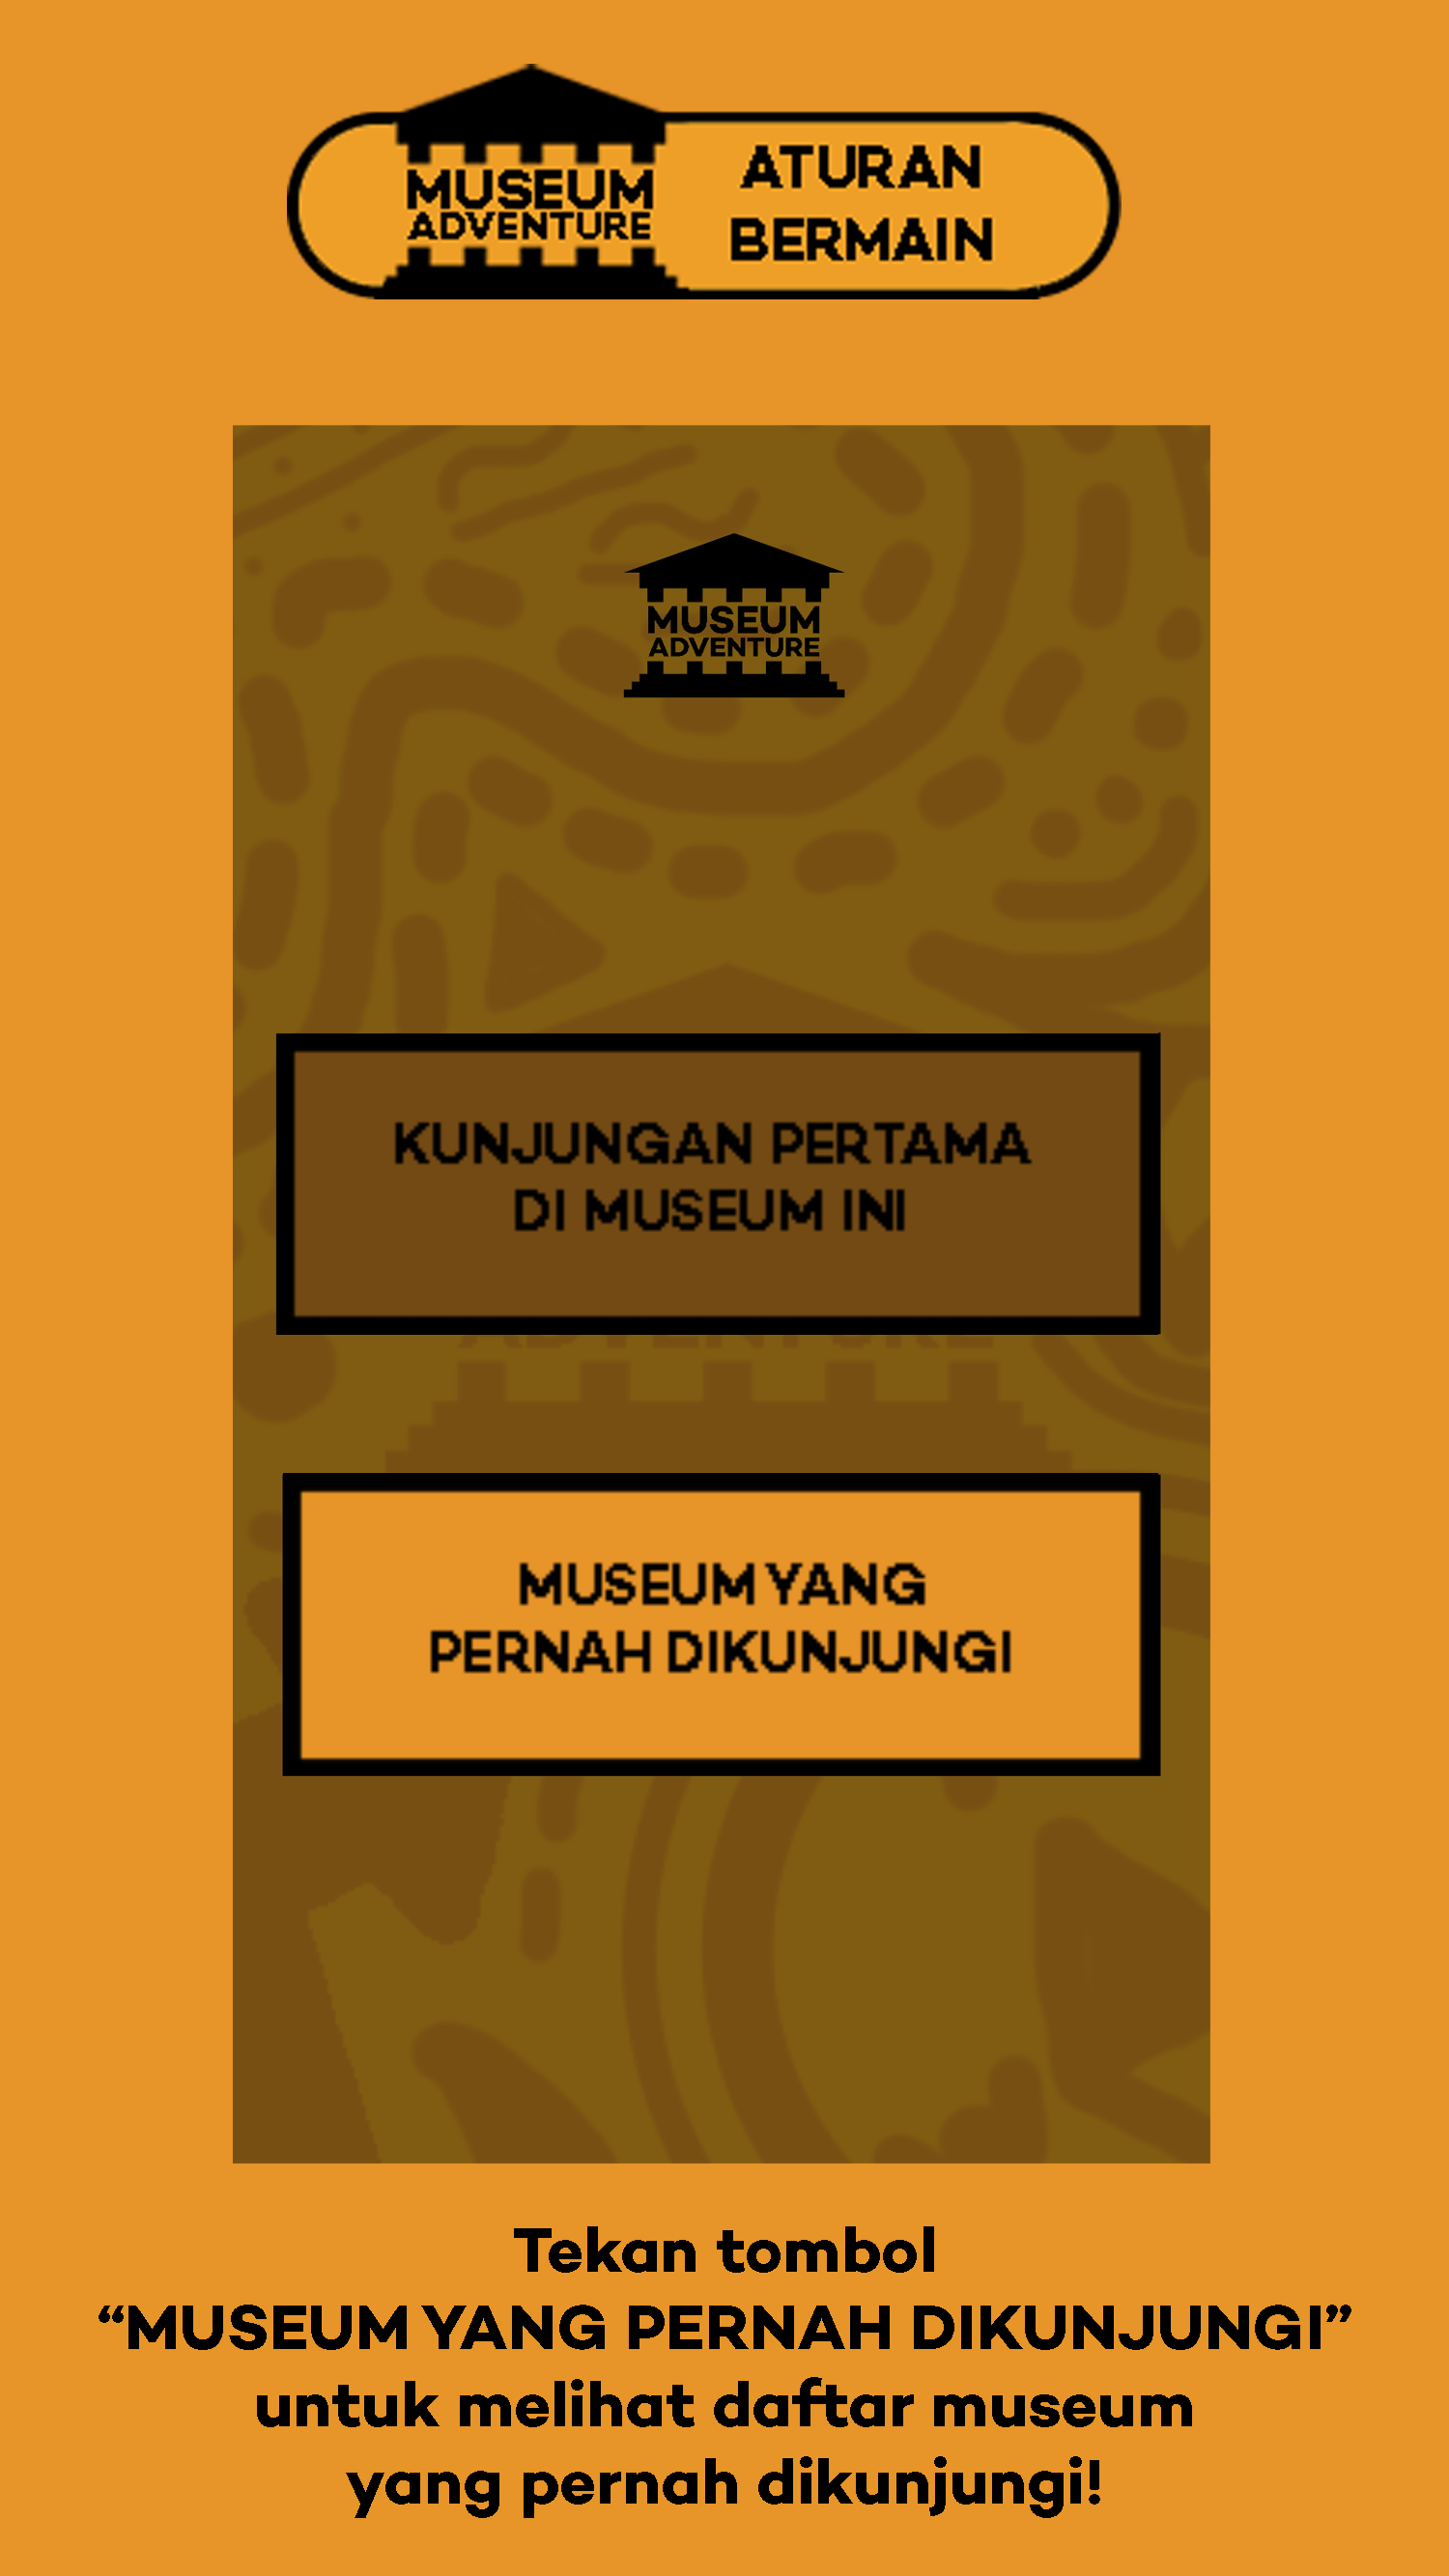 MUSEUM
ADVENTURE
ATURAN
BERMAIN
MUSEUM
ADVENTURE
KUNJUNGAN PERTAMA
DI MUSEUM INI
ADVENTURE
MUSEUM YANG
PERNAH DIKUNJUNGI
Tekan tombol
“MUSEUM YANG PERNAH DIKUNJUNGI”
untuk melihat daftar museum
yang pernah dikunjungi!